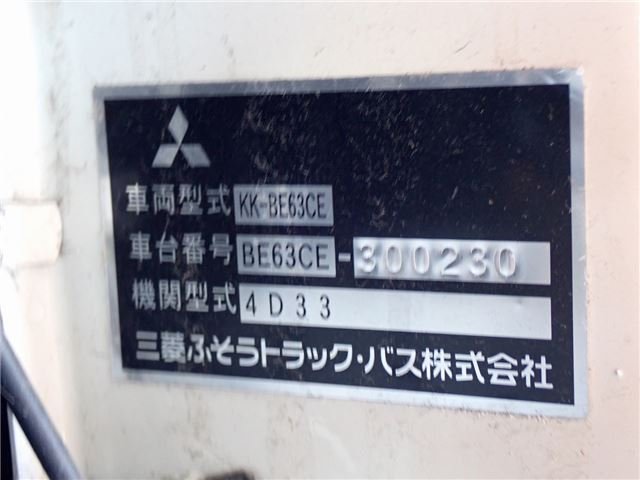 車両型式 KK-BE63CE
車台番号 BE63CE-300230
機関型式 4D33
三菱ふそうトラック・バス株式会社